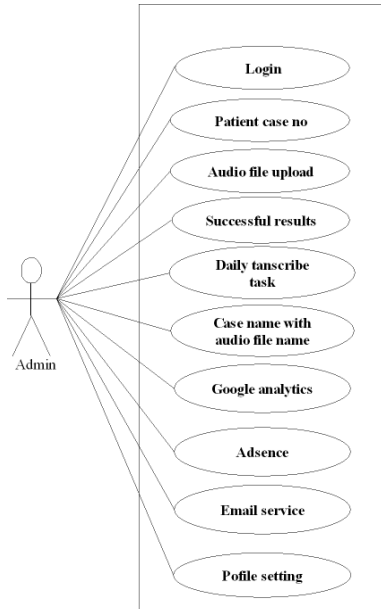 Login
Patient case no
Audio file upload
Successful results
Daily tanscribe
task
Case name with
audio file name
Admin
Google analytics
Adsence
Email service
Pofile setting